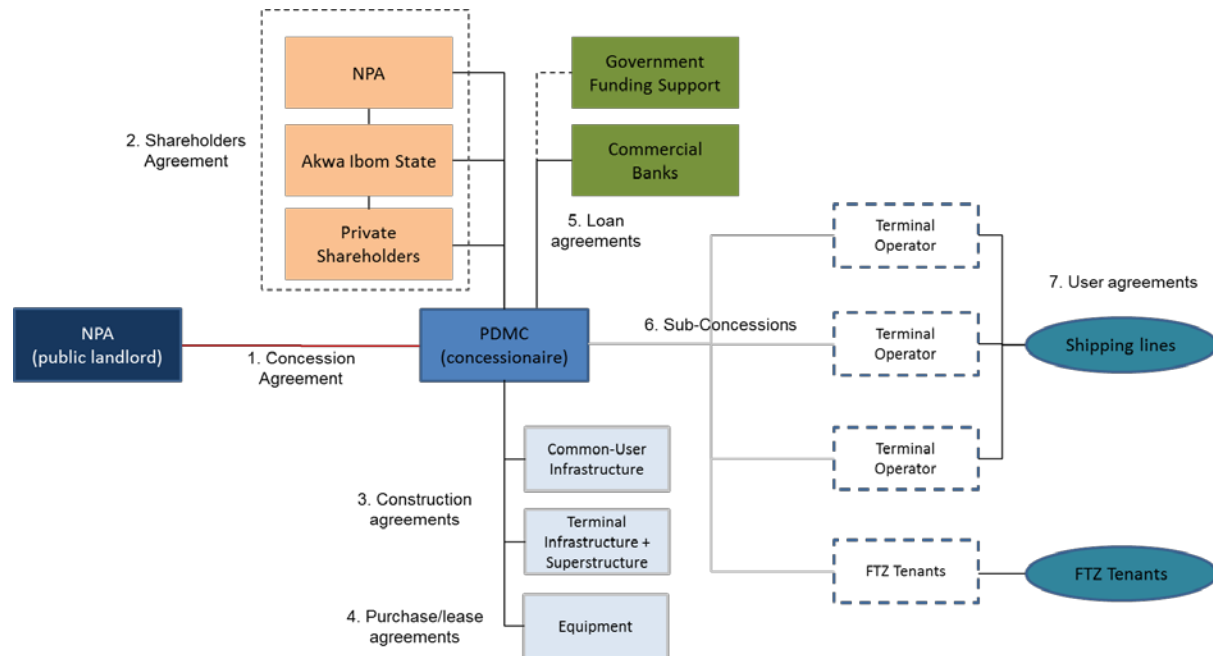 NPA
Government
Funding Support
2. Shareholders
Agreement
Akwa Ibom State
Commercial
Banks
Private
Shareholders
5. Loan
agreements
Terminal
Operator
7. User agreements
NPA
(public landlord)
1. Concession
Agreement
PDMC
(concessionaire)
6. Sub-Concessions
Terminal
Operator
Shipping lines
Common-User
Infrastructure
Terminal
Operator
3. Construction
agreements
Terminal
Infrastructure +
Superstructure
FTZ Tenants
FTZ Tenants
4. Purchase/lease
agreements
Equipment